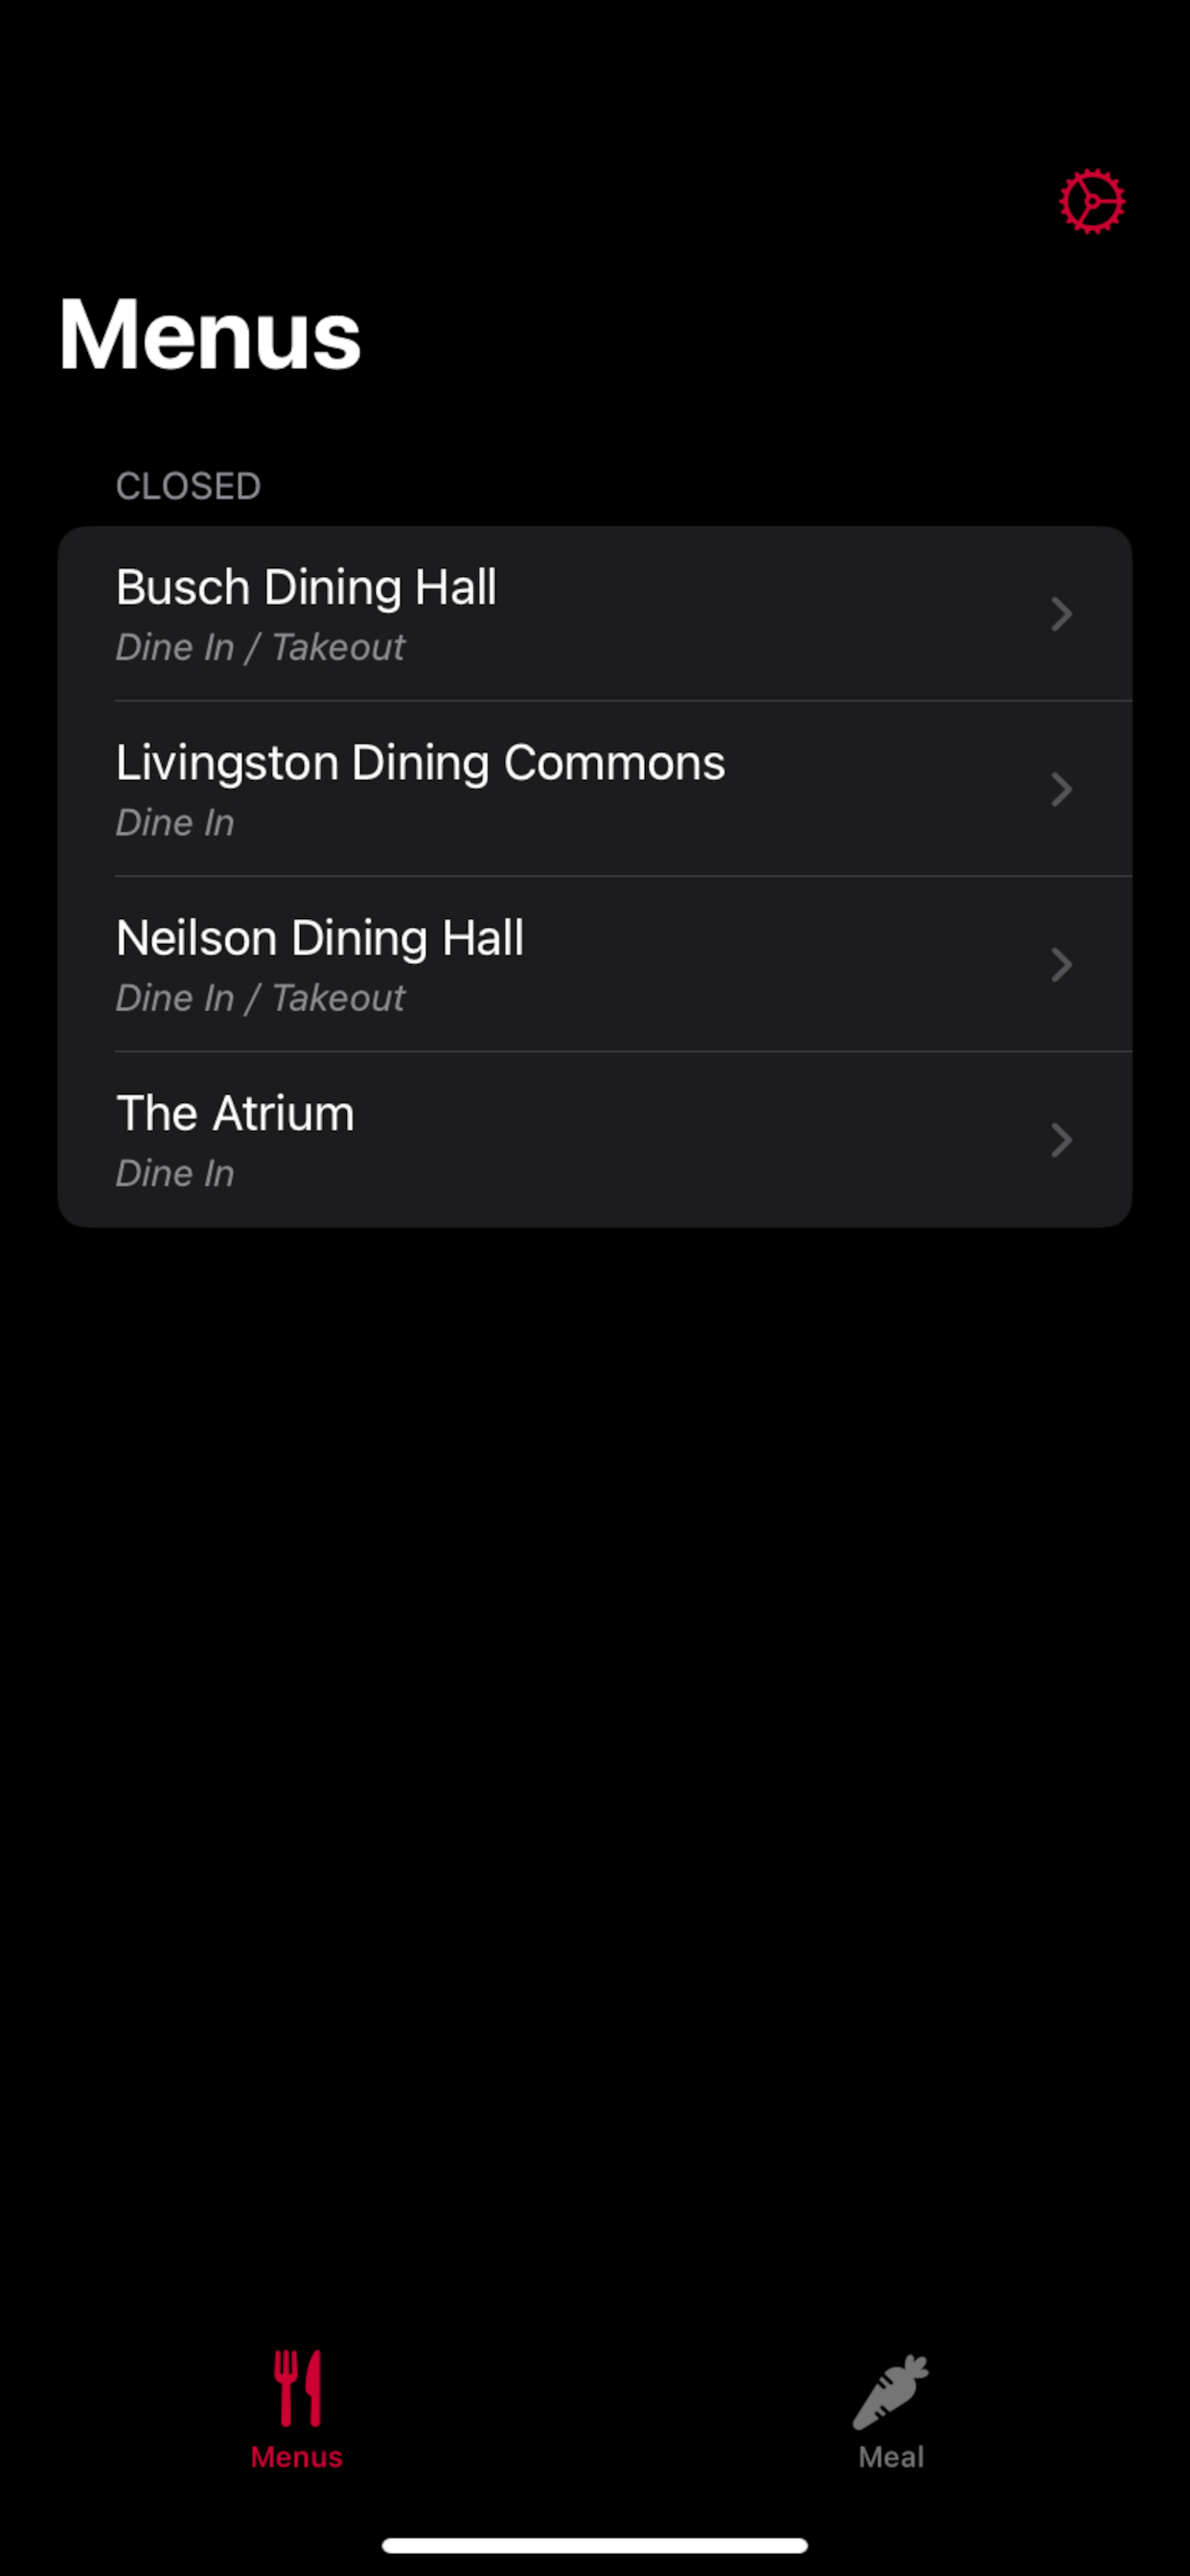 Menus
CLOSED
Busch Dining Hall
Dine In / Takeout
Livingston Dining Commons
Dine In
Neilson Dining Hall
Dine In / Takeout
The Atrium
Dine In
Menus
Meal